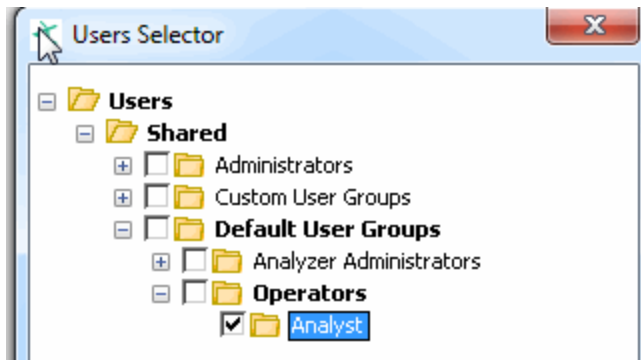 Users Selector
Users
Shared
Administrators
Custom User Groups
Default User Groups
Analyzer Administrators
Operators
Analyst